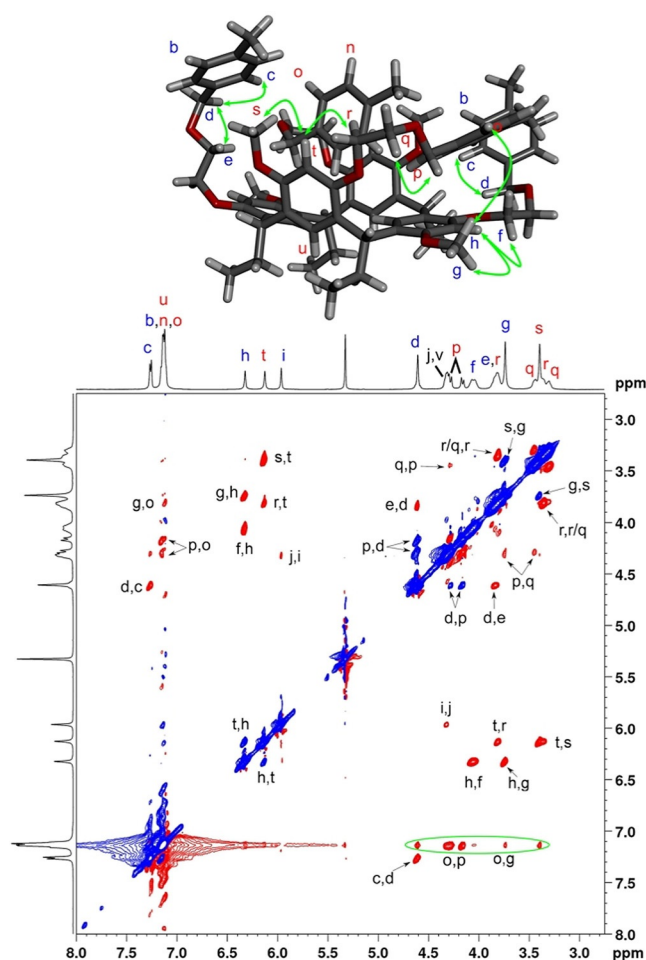 b
n
o
c
s
r
b
d
t
q
e
p
c
d
h
f
u
g
u
b,n,o
c
h
t
i
d
j,v
p
f
e,r
g
s
q
r
q
ppm
ppm
s,t
r/q,r
s,g
q,p
3.0
3.5
g,o
g,h
r,t
e,d
g,s
r,r/q
4.0
p,o
f,h
j,i
p,d
p,q
4.5
d,c
d,p
d,e
5.0
5.5
t,h
i,j
t,r
6.0
h,t
h,f
h,g
t,s
6.5
7.0
o,p
o,g
c,d
7.5
8.0
8.0 7.5 7.0 6.5 6.0 5.5 5.0 4.5 4.0 3.5 3.0 ppm